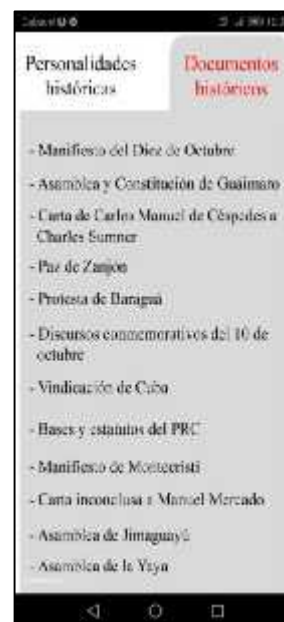 Personalidades históricas
Documentos históricos
- Manifiesto del Diez de Octubre
- Asamblea y Constitución de Guáimaro
- Carta de Carlos Manuel de Céspedes a
Charles Sumner
- Paz de Zanjón
- Protesta de Baraguá
- Discursos conmemorativos del 10 de
octubre
- Vindicación de Cuba
- Bases y estatutos del PRC
- Manifiesto de Montecristi
- Carta inconclusa a Manuel Mercado
- Asamblea de Jimaguayú
- Asamblea de la Yaya